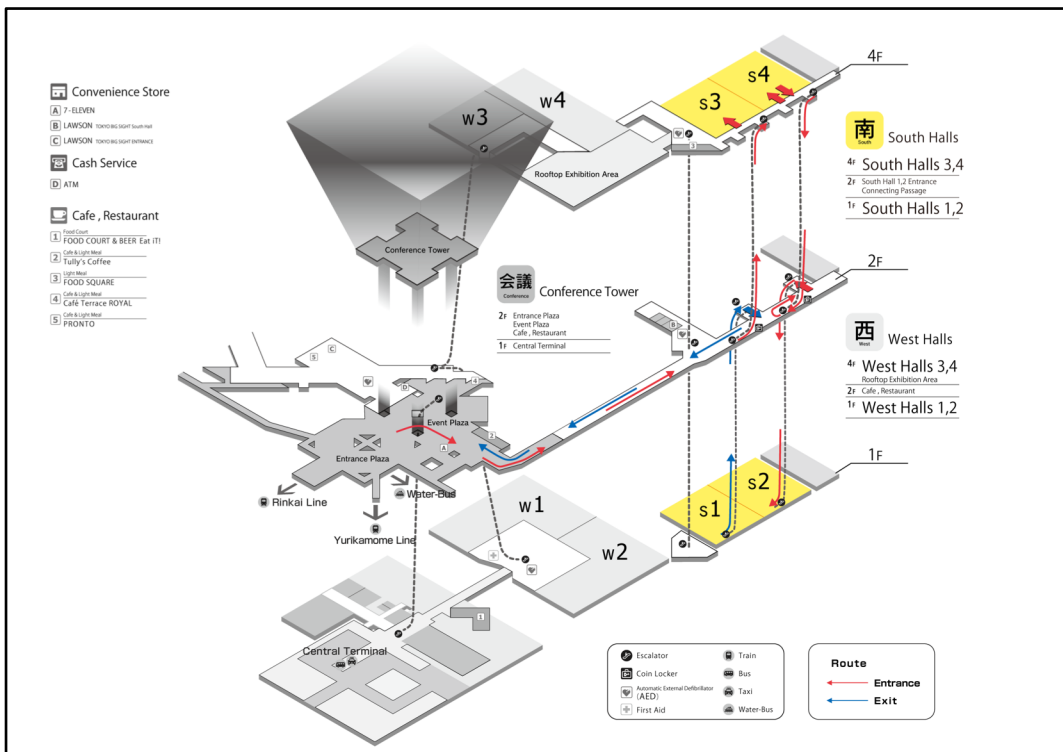 Convenience Store
A 7-ELEVEN
B LAWSON TOKYO BIG SIGHT South Hall
C LAWSON TOKYO BIG SIGHT ENTRANCE
Cash Service
D ATM
Cafe , Restaurant
Food Court
1 FOOD COURT & BEER Eat iT!
Cafe & Light Meal
2 Tully's Coffee
Light Meal
3 FOOD SQUARE
Cafe & Light Meal
4 Café Terrace ROYAL
Cafe & Light Meal
5 PRONTO
W3
W4
Rooftop Exhibition Area
S3
S4
3
4F
南
South
South Halls
4F South Halls 3,4
2F South Hall 1,2 Entrance
Connecting Passage
1F South Halls 1,2
Conference Tower
会議
Conference
Conference Tower
2F Entrance Plaza
Event Plaza
Cafe , Restaurant
1F Central Terminal
B
2F
西
West
West Halls
4F West Halls 3,4
Rooftop Exhibition Area
2F Cafe , Restaurant
1F West Halls 1,2
5
C
D
4
Event Plaza
2
A
Entrance Plaza
Rinkai Line
Water-Bus
Yurikamome Line
W1
W2
S1
S2
1F
1
Central Terminal
Escalator
Coin Locker
Automatic External Defibrillator
(AED)
First Aid
Train
Bus
Taxi
Water-Bus
Route
Entrance
Exit